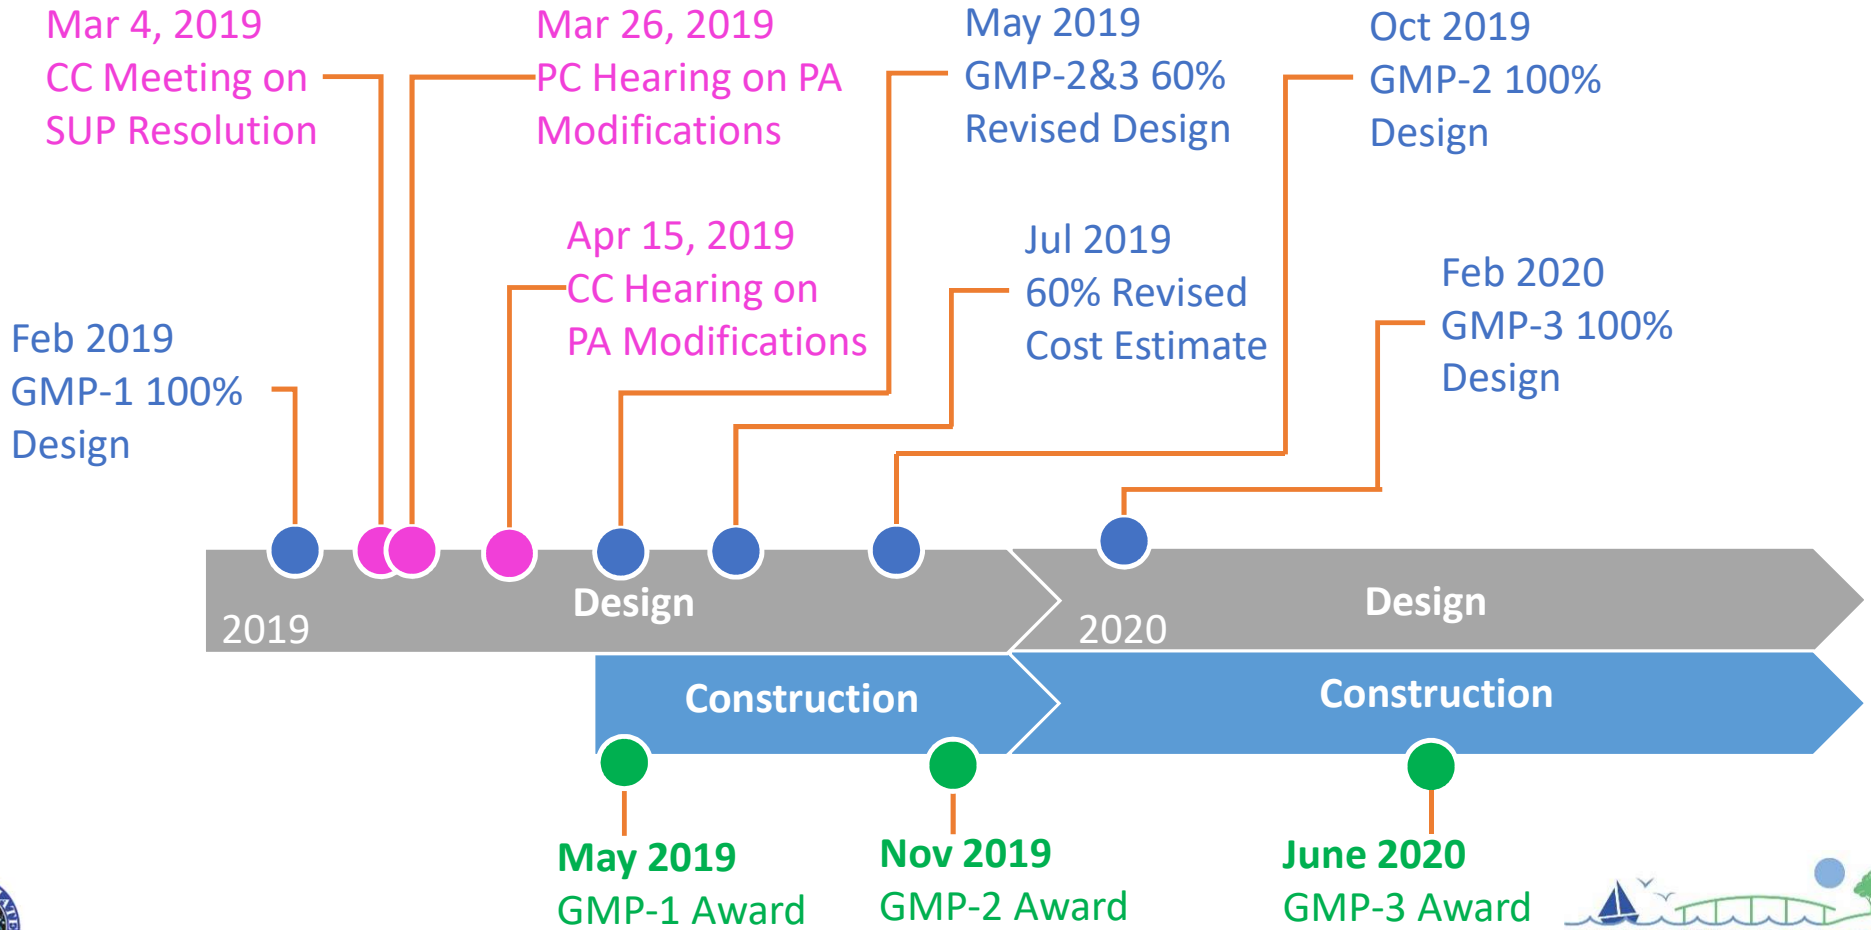 Mar 4, 2019
CC Meeting on
SUP Resolution
Mar 26, 2019
PC Hearing on PA
Modifications
May 2019
GMP-2&3 60%
Revised Design
Oct 2019
GMP-2 100%
Design
Apr 15, 2019
CC Hearing on
PA Modifications
Jul 2019
60% Revised
Cost Estimate
Feb 2020
GMP-3 100%
Design
Feb 2019
GMP-1 100%
Design
2019
Design
2020
Design
Construction
Construction
May 2019
GMP-1 Award
Nov 2019
GMP-2 Award
June 2020
GMP-3 Award